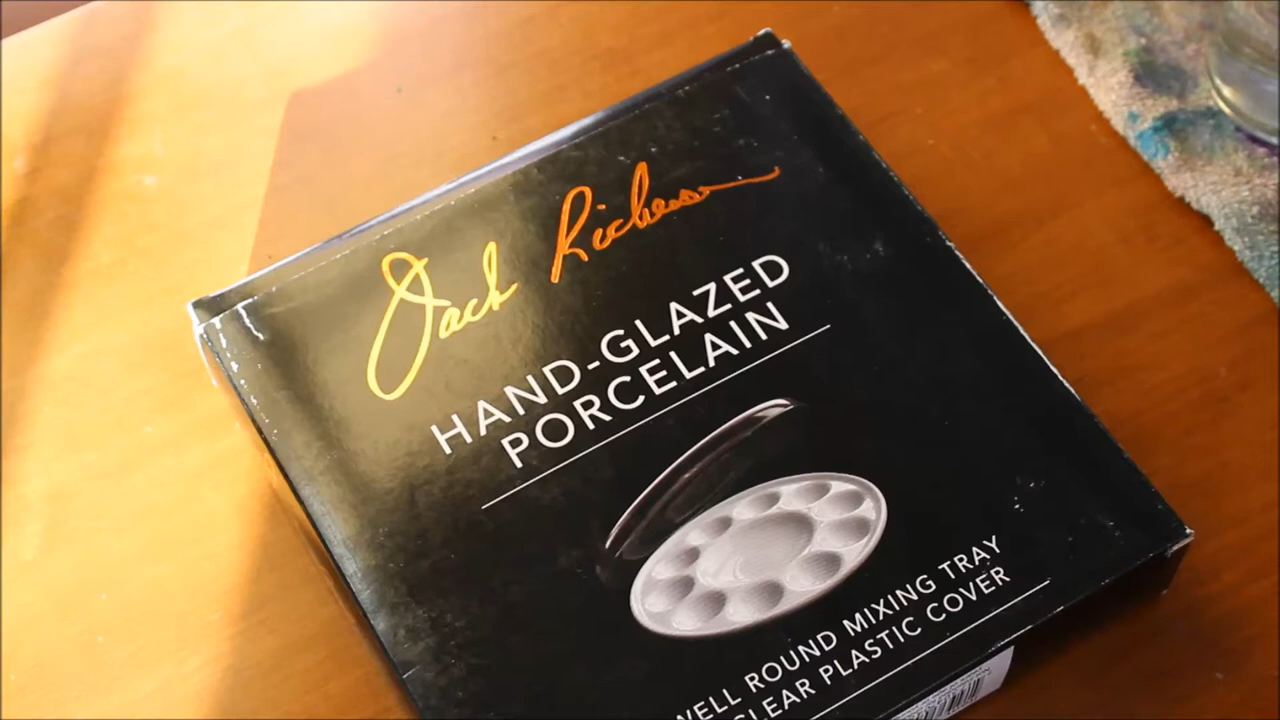 Jack Richeson
HAND-GLAZED
PORCELAIN
WELL ROUND MIXING TRAY
CLEAR PLASTIC COVER